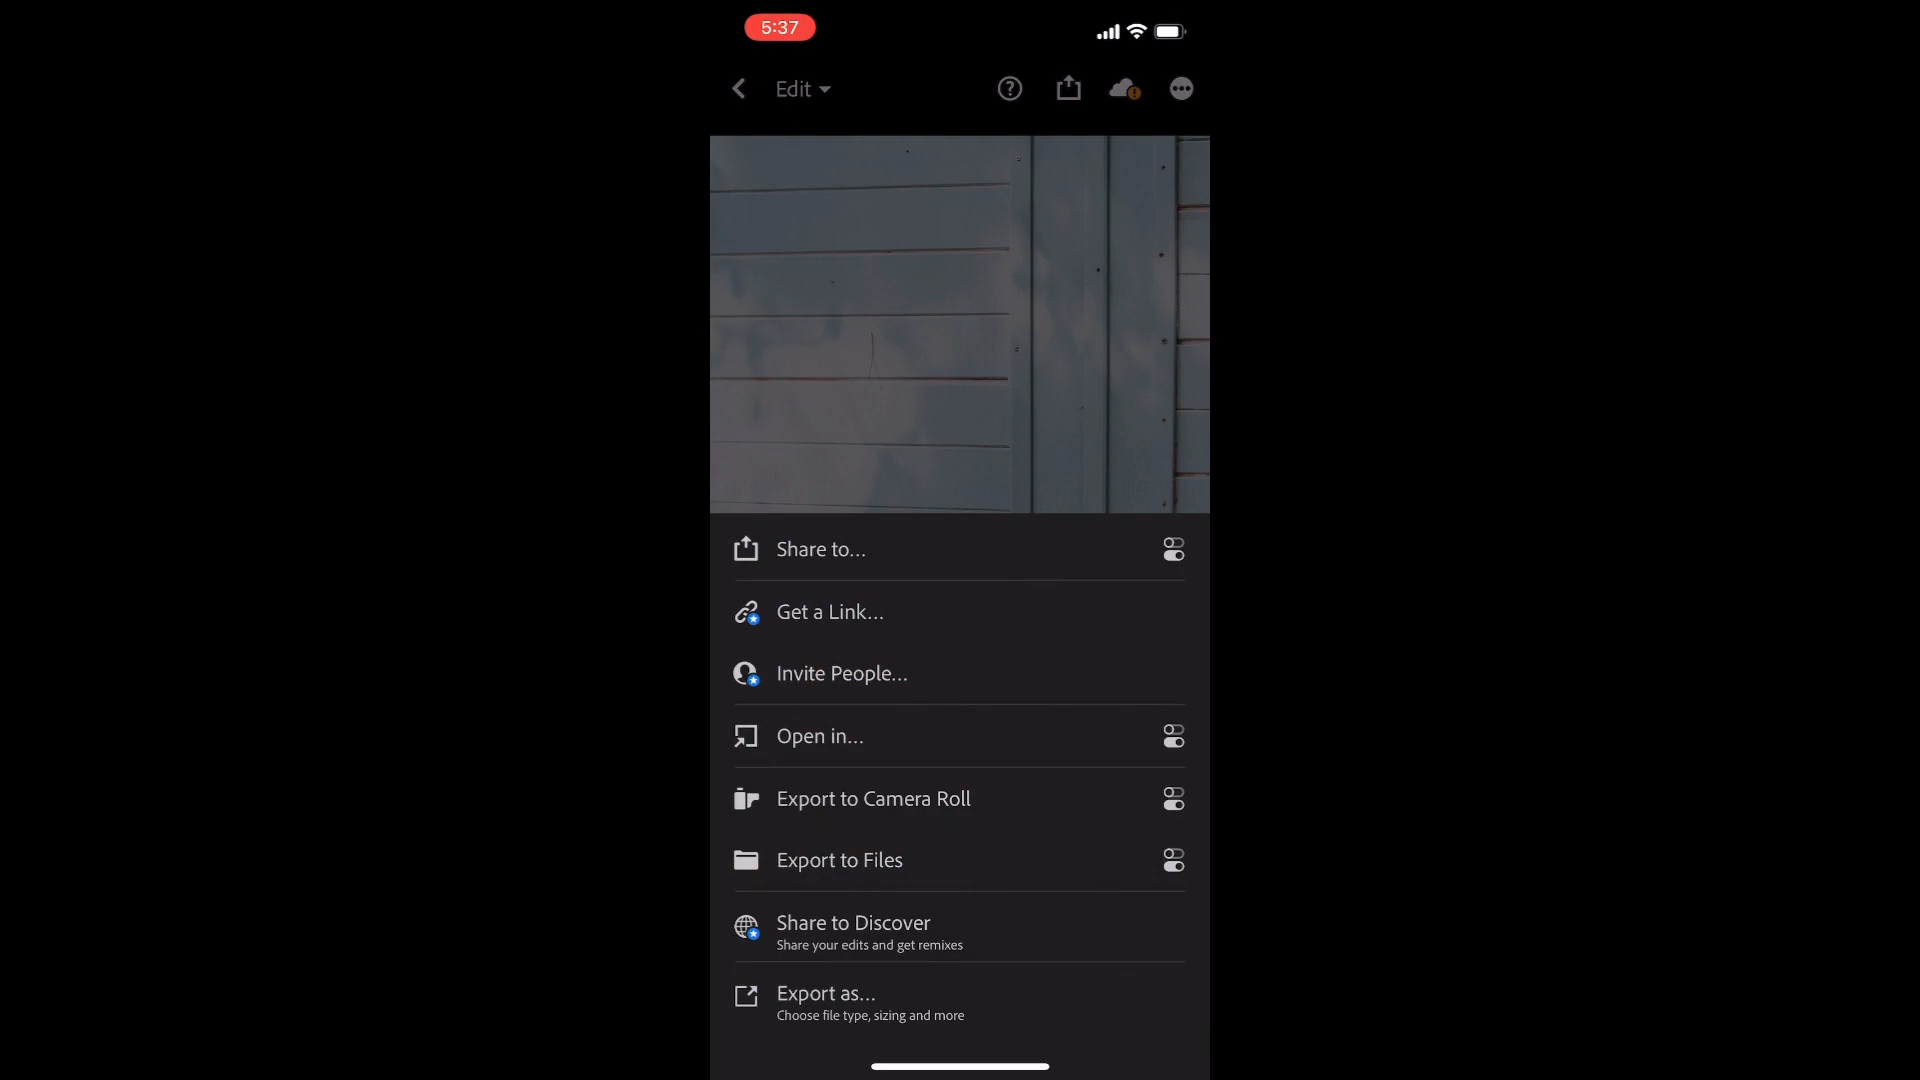 5:37
Edit
Share to...
Get a Link...
Invite People...
Open in...
Export to Camera Roll
Export to Files
Share to Discover
Share your edits and get remixes
Export as...
Choose file type, sizing and more